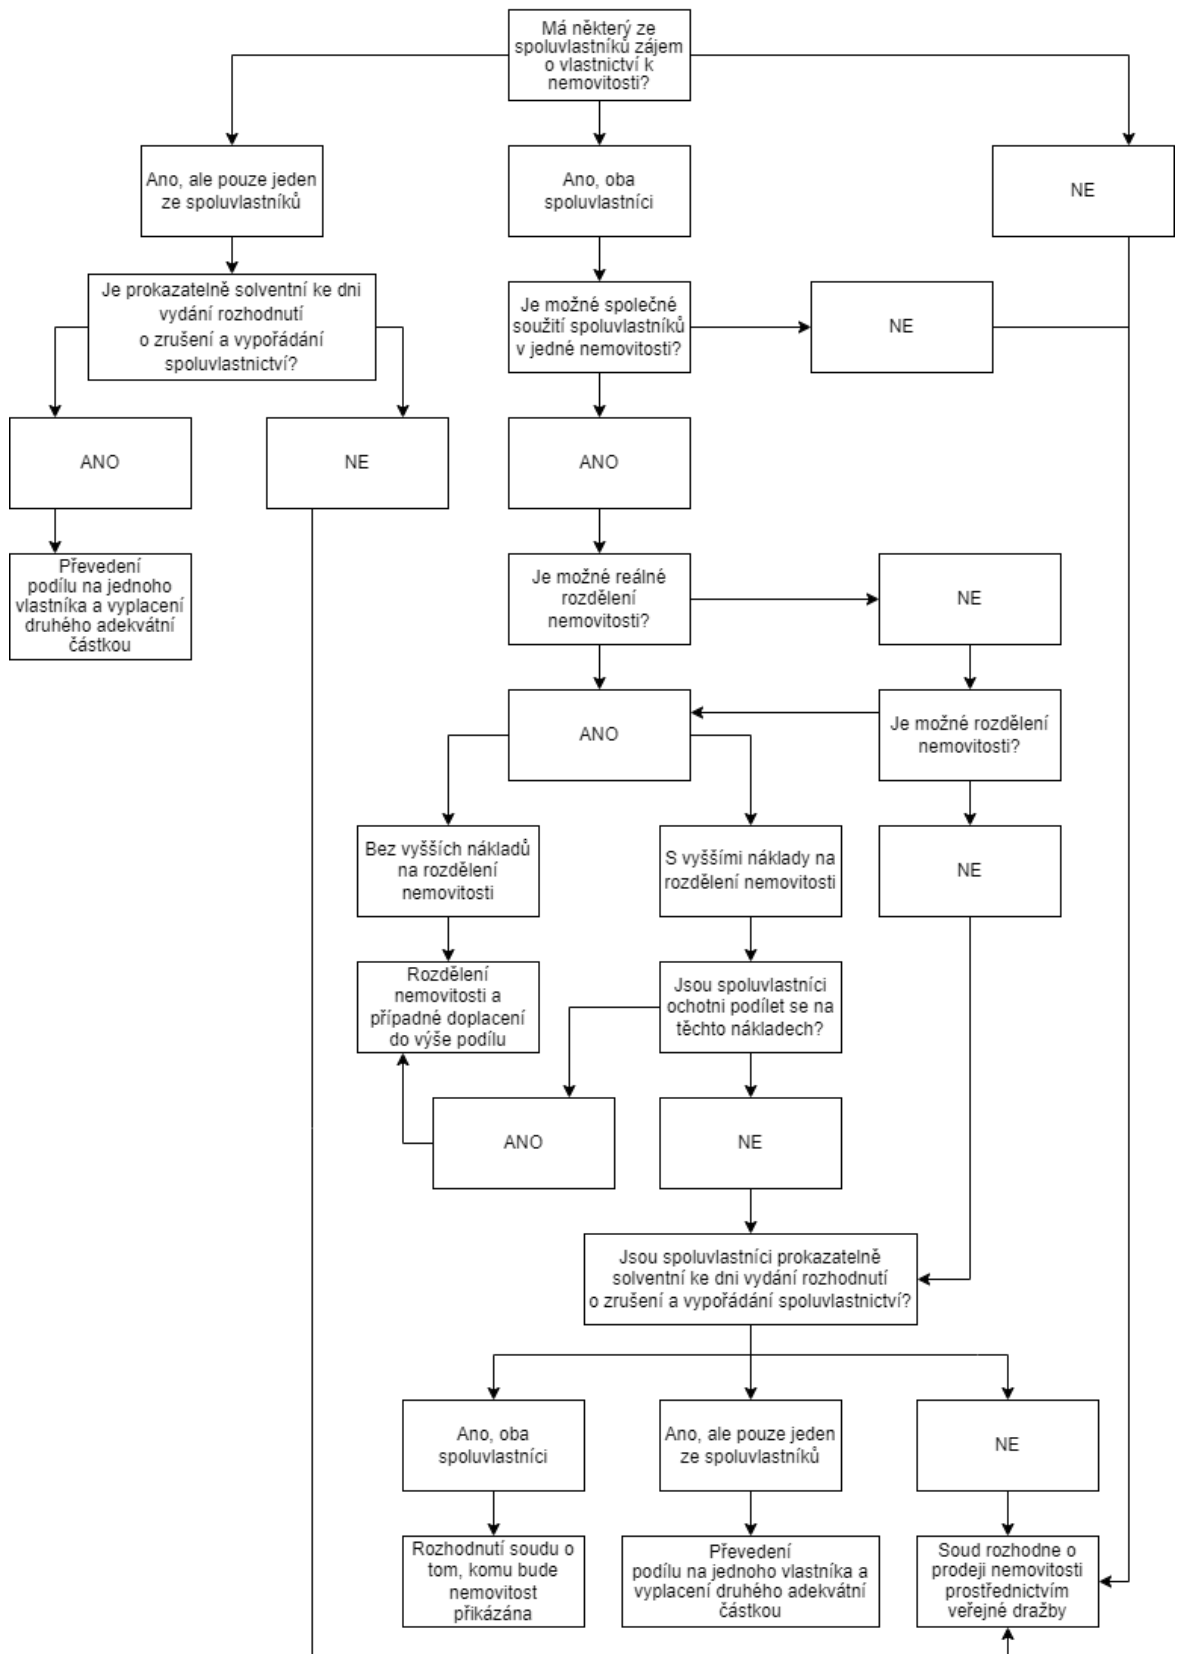 Má některý ze
spoluvlastníků zájem
o vlastnictví k
nemovitosti?
Ano, ale pouze jeden
ze spoluvlastníků
Ano, oba
spoluvlastníci
NE
Je prokazatelně solventní ke dni
vydání rozhodnutí
o zrušení a vypořádání
spoluvlastnictví?
Je možné společné
soužití spoluvlastníků
v jedné nemovitosti?
NE
ANO
NE
ANO
Převedení
podílu na jednoho
vlastníka a vyplacení
druhého adekvátní
částkou
Je možné reálné
rozdělení
nemovitosti?
NE
ANO
Je možné rozdělení
nemovitosti?
Bez vyšších nákladů
na rozdělení
nemovitosti
S vyššími náklady na
rozdělení nemovitosti
NE
Rozdělení
nemovitosti a
případné doplacení
do výše podílu
Jsou spoluvlastníci
ochotni podílet se na
těchto nákladech?
ANO
NE
Jsou spoluvlastníci prokazatelně
solventní ke dni vydání rozhodnutí
o zrušení a vypořádání spoluvlastnictví?
Ano, oba
spoluvlastníci
Ano, ale pouze jeden
ze spoluvlastníků
NE
Rozhodnutí soudu o
tom, komu bude
nemovitost
přikázána
Převedení
podílu na jednoho vlastníka a
vyplacení druhého adekvátní
částkou
Soud rozhodne o
prodeji nemovitosti
prostřednictvím
veřejné dražby